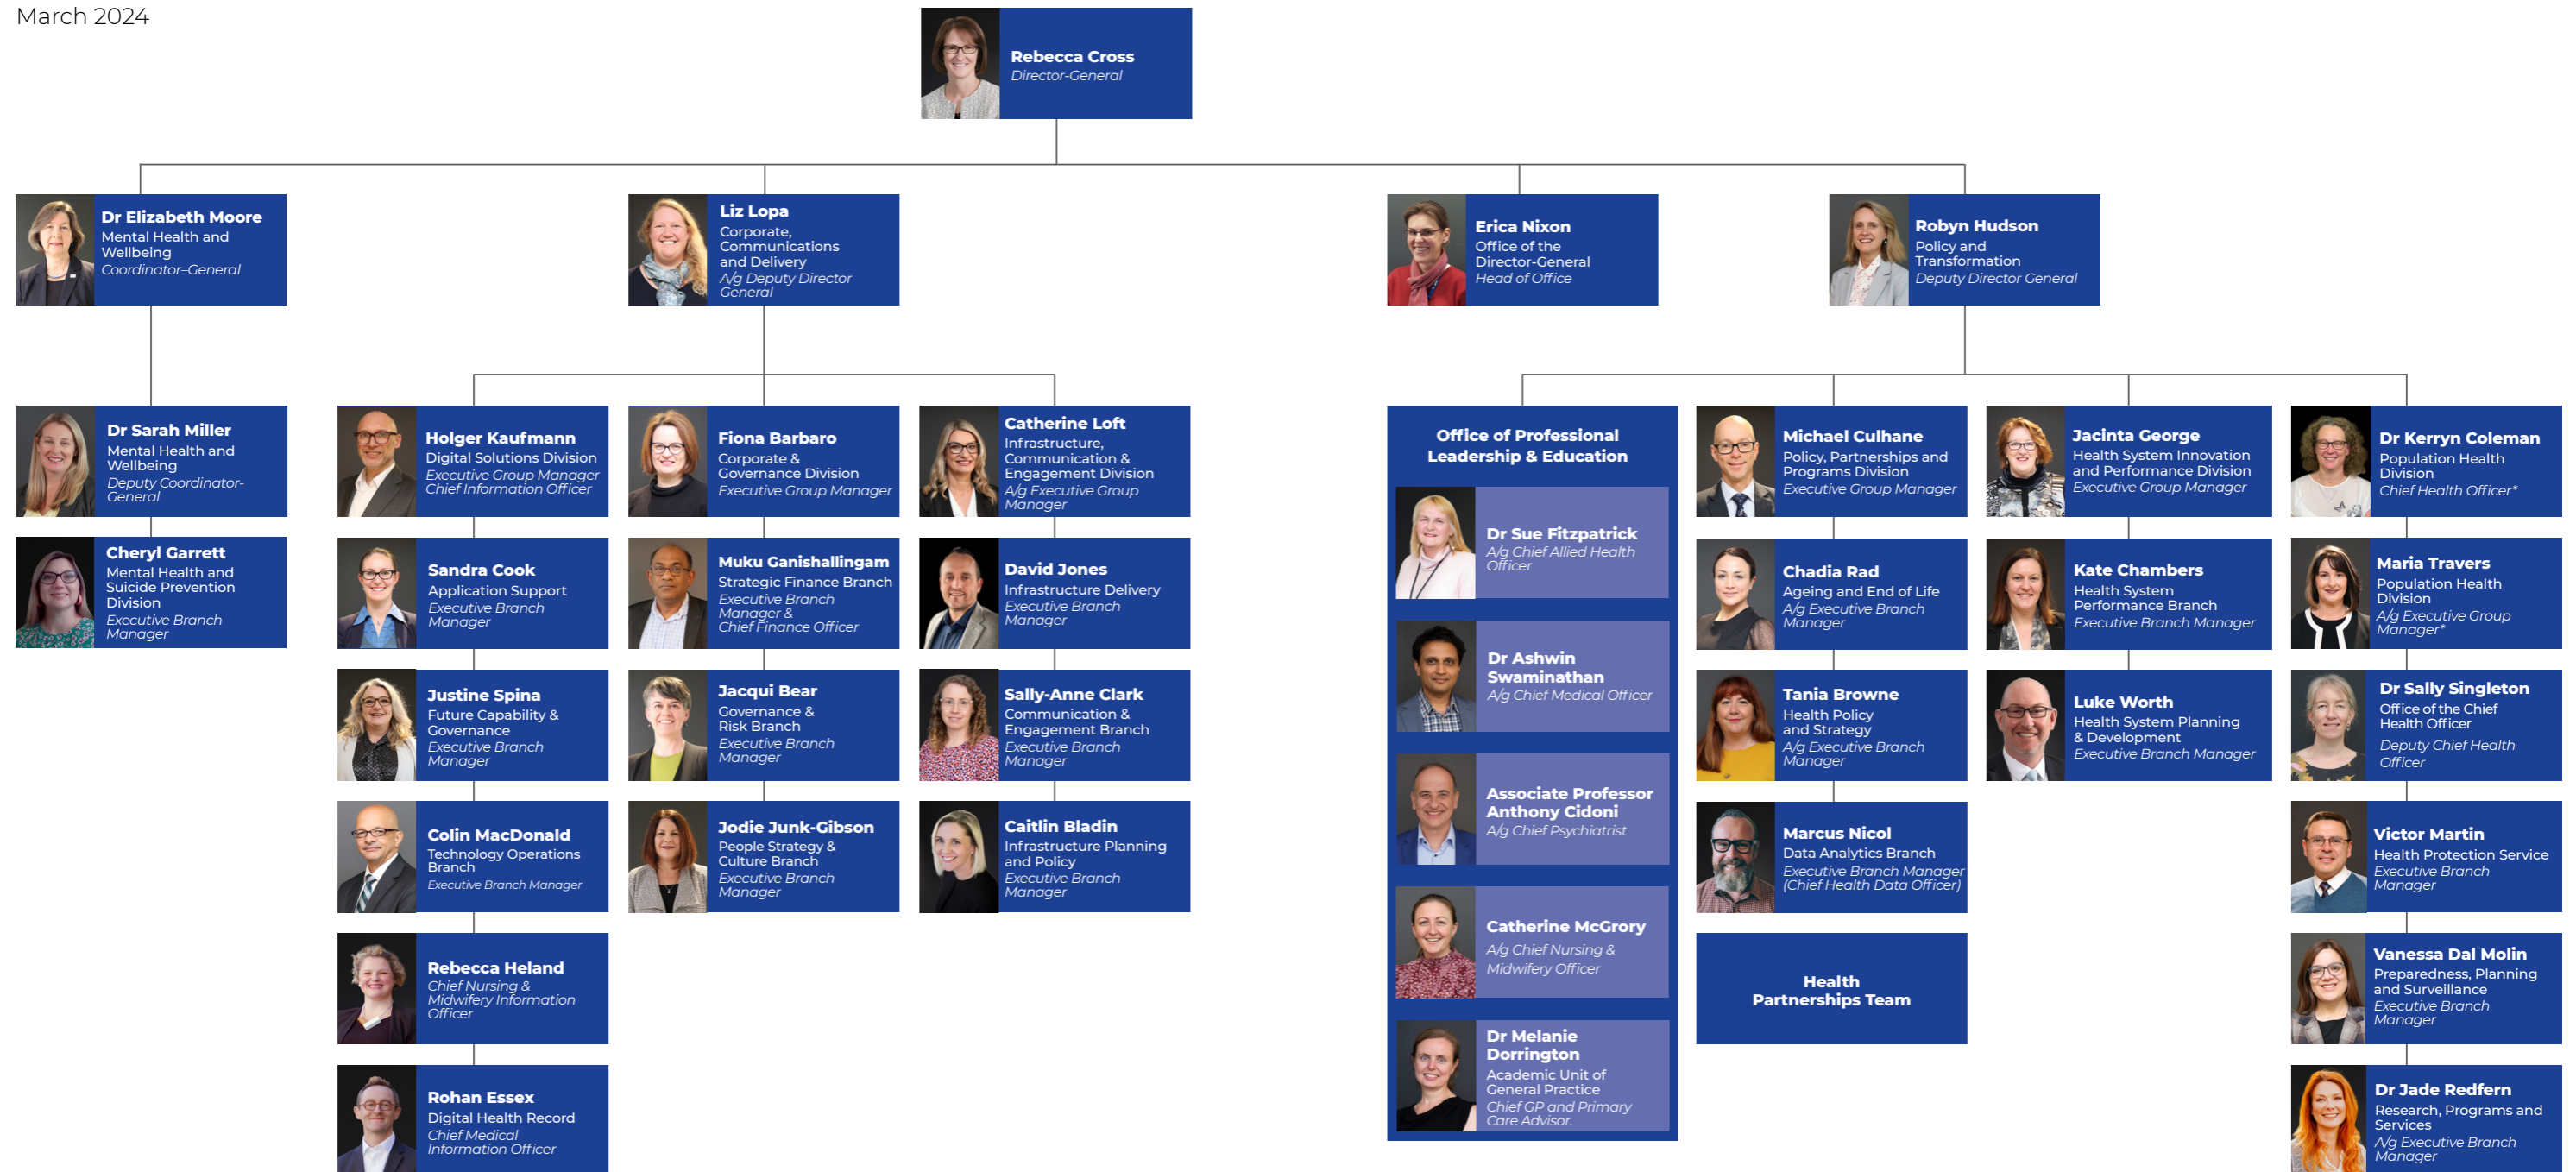 March 2024
Rebecca Cross
Director-General
Dr Elizabeth Moore
Mental Health and
Wellbeing
Coordinator–General
Liz Lopa
Corporate,
Communications
and Delivery
A/g Deputy Director
General
Erica Nixon
Office of the
Director-General
Head of Office
Robyn Hudson
Policy and
Transformation
Deputy Director General
Dr Sarah Miller
Mental Health and
Wellbeing
Deputy Coordinator-
General
Cheryl Garrett
Mental Health and
Suicide Prevention
Division
Executive Branch
Manager
Holger Kaufmann
Digital Solutions Division
Executive Group Manager
Chief Information Officer
Sandra Cook
Application Support
Executive Branch
Manager
Justine Spina
Future Capability &
Governance
Executive Branch
Manager
Colin MacDonald
Technology Operations
Branch
Executive Branch Manager
Rebecca Heland
Chief Nursing &
Midwifery Information
Officer
Rohan Essex
Digital Health Record
Chief Medical
Information Officer
Fiona Barbaro
Corporate &
Governance Division
Executive Group Manager
Muku Ganishallingam
Strategic Finance Branch
Executive Branch
Manager &
Chief Finance Officer
Jacqui Bear
Governance &
Risk Branch
Executive Branch
Manager
Jodie Junk-Gibson
People Strategy &
Culture Branch
Executive Branch
Manager
Catherine Loft
Infrastructure,
Communication &
Engagement Division
A/g Executive Group
Manager
David Jones
Infrastructure Delivery
Executive Branch
Manager
Sally-Anne Clark
Communication &
Engagement Branch
Executive Branch
Manager
Caitlin Bladin
Infrastructure Planning
and Policy
Executive Branch
Manager
Office of Professional
Leadership & Education
Dr Sue Fitzpatrick
A/g Chief Allied Health
Officer
Dr Ashwin
Swaminathan
A/g Chief Medical Officer
Associate Professor
Anthony Cidoni
A/g Chief Psychiatrist
Catherine McGrory
A/g Chief Nursing &
Midwifery Officer
Dr Melanie
Dorrington
Academic Unit of
General Practice
Chief GP and Primary
Care Advisor.
Michael Culhane
Policy, Partnerships and
Programs Division
Executive Group Manager
Chadia Rad
Ageing and End of Life
A/g Executive Branch
Manager
Tania Browne
Health Policy
and Strategy
A/g Executive Branch
Manager
Marcus Nicol
Data Analytics Branch
Executive Branch Manager
(Chief Health Data Officer)
Health
Partnerships Team
Jacinta George
Health System Innovation
and Performance Division
Executive Group Manager
Kate Chambers
Health System
Performance Branch
Executive Branch Manager
Luke Worth
Health System Planning
& Development
Executive Branch Manager
Dr Kerryn Coleman
Population Health
Division
Chief Health Officer*
Maria Travers
Population Health
Division
A/g Executive Group
Manager*
Dr Sally Singleton
Office of the Chief
Health Officer
Deputy Chief Health
Officer
Victor Martin
Health Protection Service
Executive Branch
Manager
Vanessa Dal Molin
Preparedness, Planning
and Surveillance
Executive Branch
Manager
Dr Jade Redfern
Research, Programs and
Services
A/g Executive Branch
Manager